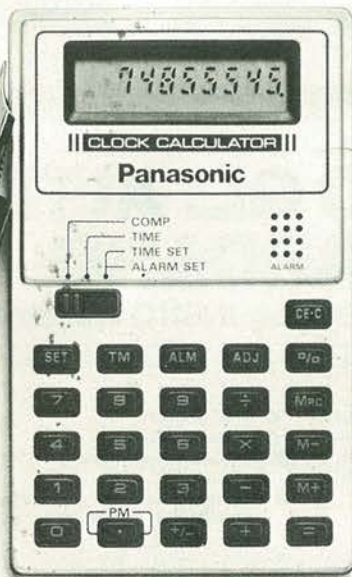 74855545.
CLOCK CALCULATOR
Panasonic
COMP
TIME
TIME SET
ALARM SET
ALARM
CE·C
SET TM ALM ADJ %
7 8 9 ÷ MRC
4 5 6 × M-
1 2 3 - M+
PM
0 · +/- + =